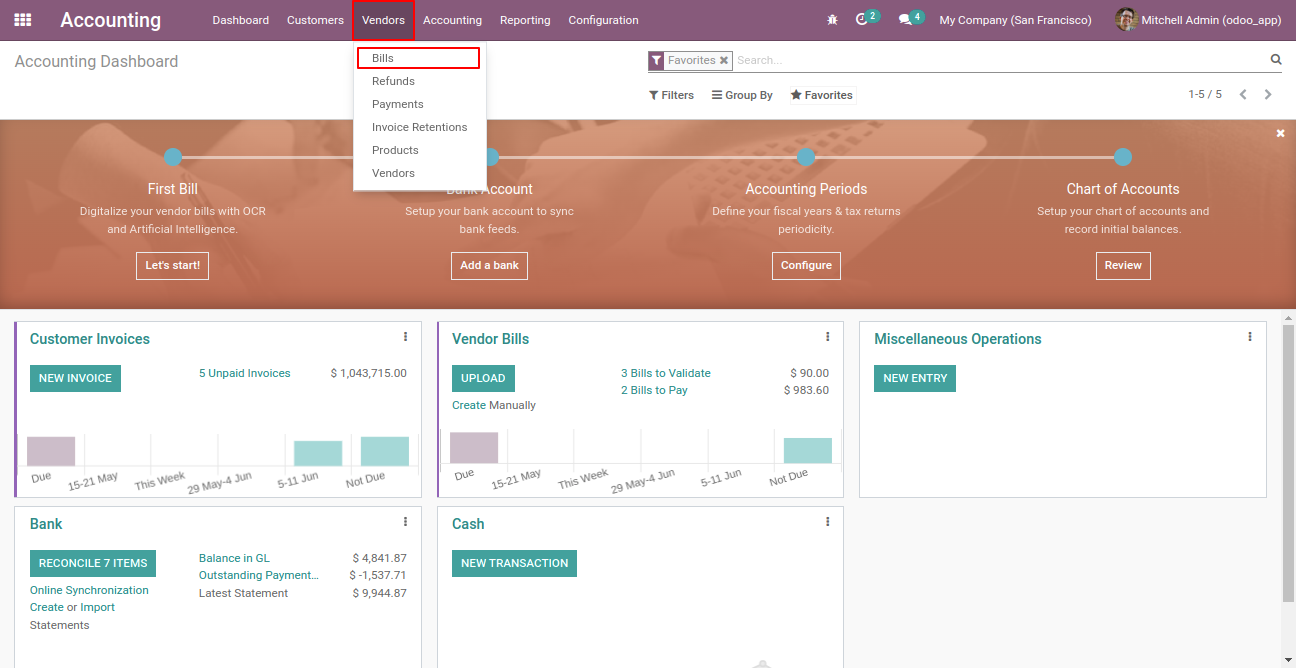 Accounting
Dashboard
Customers
Vendors
Accounting
Reporting
Configuration
2
4
My Company (San Francisco)
Mitchell Admin (odoo_app)
Accounting Dashboard
Bills
Refunds
Payments
Invoice Retentions
Products
Vendors
Favorites
Search...
Filters
Group By
Favorites
1-5 / 5
First Bill
Digitalize your vendor bills with OCR
and Artificial Intelligence.
Let's start!
Bank Account
Setup your bank account to sync
bank feeds.
Add a bank
Accounting Periods
Define your fiscal years & tax returns
periodicity.
Configure
Chart of Accounts
Setup your chart of accounts and
record initial balances.
Review
Customer Invoices
NEW INVOICE
5 Unpaid Invoices $ 1,043,715.00
Due
15-21 May
This Week
29 May-4 Jun
5-11 Jun
Not Due
Vendor Bills
UPLOAD
Create Manually
3 Bills to Validate $ 90.00
2 Bills to Pay $ 983.60
Due
15-21 May
This Week
29 May-4 Jun
5-11 Jun
Not Due
Miscellaneous Operations
NEW ENTRY
Bank
RECONCILE 7 ITEMS
Online Synchronization
Create or Import
Statements
Balance in GL $ 4,841.87
Outstanding Payment... $ -1,537.71
Latest Statement $ 9,944.87
Cash
NEW TRANSACTION